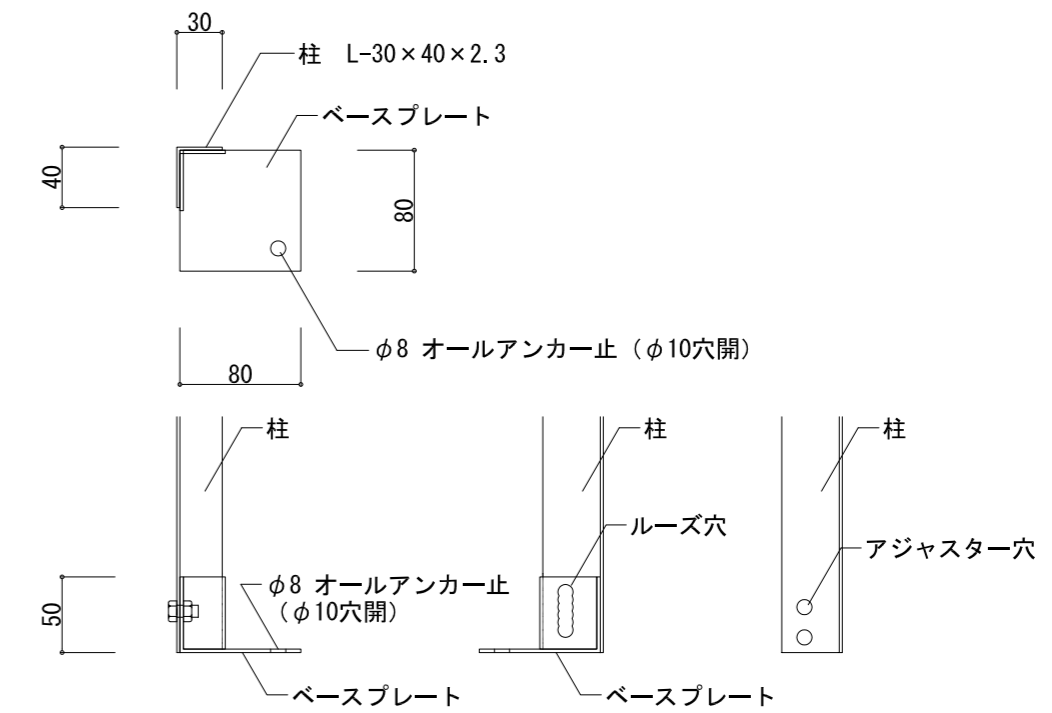 30
柱 L-30×40×2.3
ベースプレート
40
80
φ8 オールアンカー止（φ10穴開）
80
柱
柱
柱
ルーズ穴
アジャスター穴
φ8 オールアンカー止
（φ10穴開）
50
ベースプレート
ベースプレート